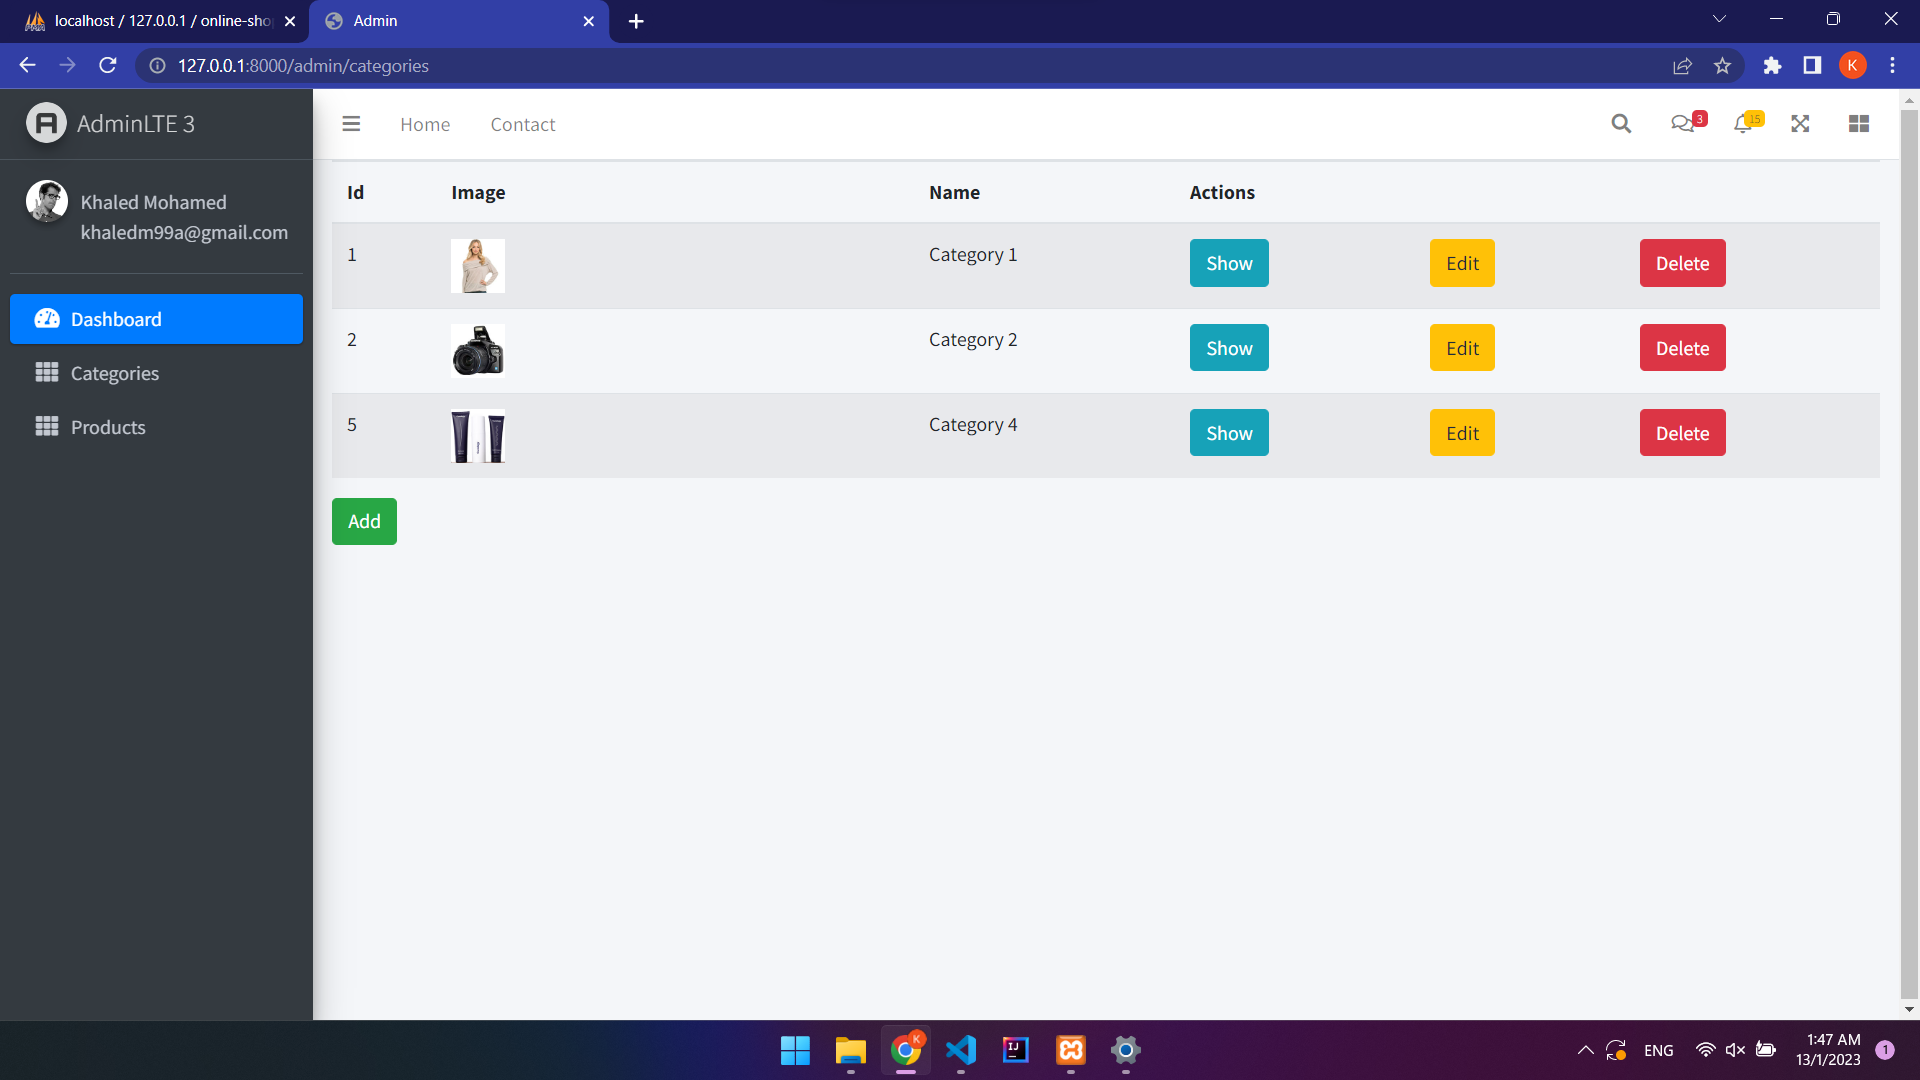 localhost / 127.0.0.1 / online-sho
Admin
127.0.0.1:8000/admin/categories
K
AdminLTE 3
Home
Contact
3
15
Khaled Mohamed
khaledm99a@gmail.com
Dashboard
Categories
Products
Id Image Name Actions
1 Category 1 Show Edit Delete
2 Category 2 Show Edit Delete
5 Category 4 Show Edit Delete
Add
K
IJ
ENG
1:47 AM
13/1/2023
1